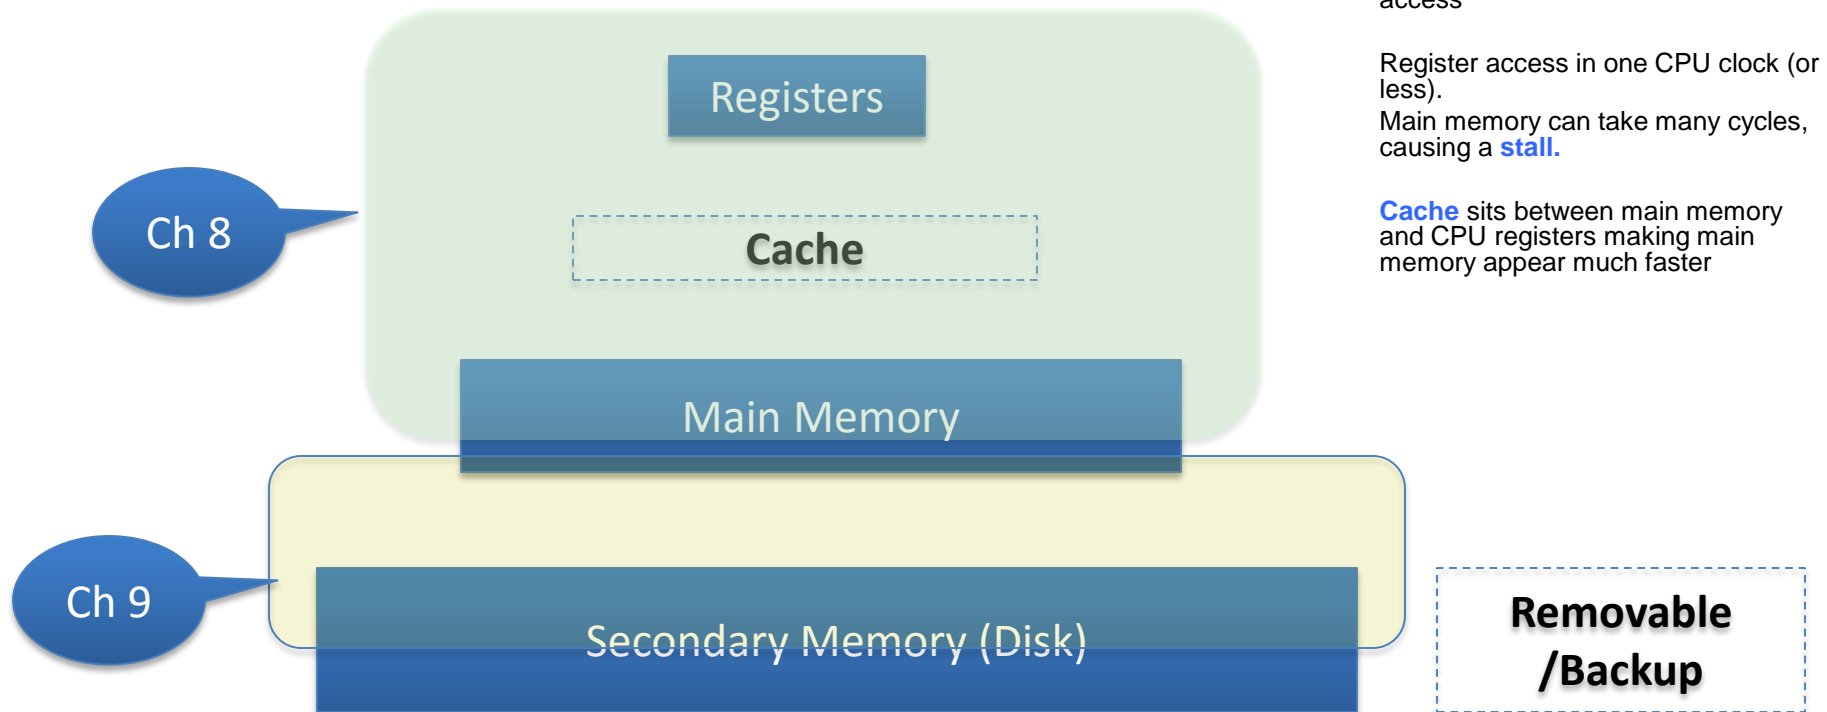 access
Registers
Register access in one CPU clock (or
less).
Main memory can take many cycles,
causing a stall.
Ch 8
Cache
Cache sits between main memory
and CPU registers making main
memory appear much faster
Main Memory
Ch 9
Secondary Memory (Disk)
Removable
/Backup